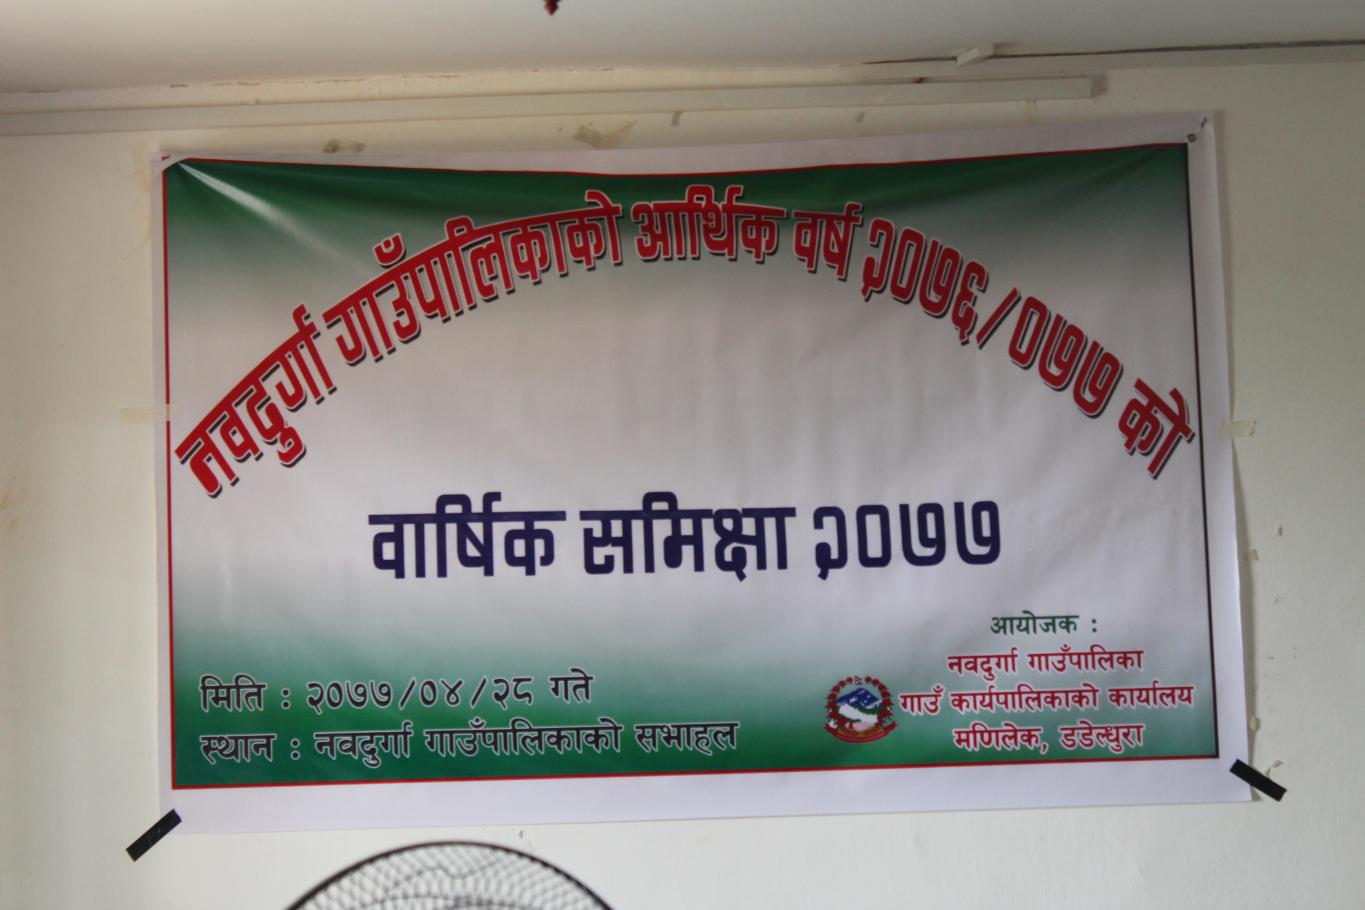 नवदुर्गा गाउँपालिकाको आर्थिक वर्ष २०७६/०७७ को
वार्षिक समिक्षा २०७७
मिति : २०७७/०४/२८ गते
स्थान : नवदुर्गा गाउँपालिकाको सभाहल
आयोजक :
नवदुर्गा गाउँपालिका
गाउँ कार्यपालिकाको कार्यालय
मणिलेक, डडेल्धुरा